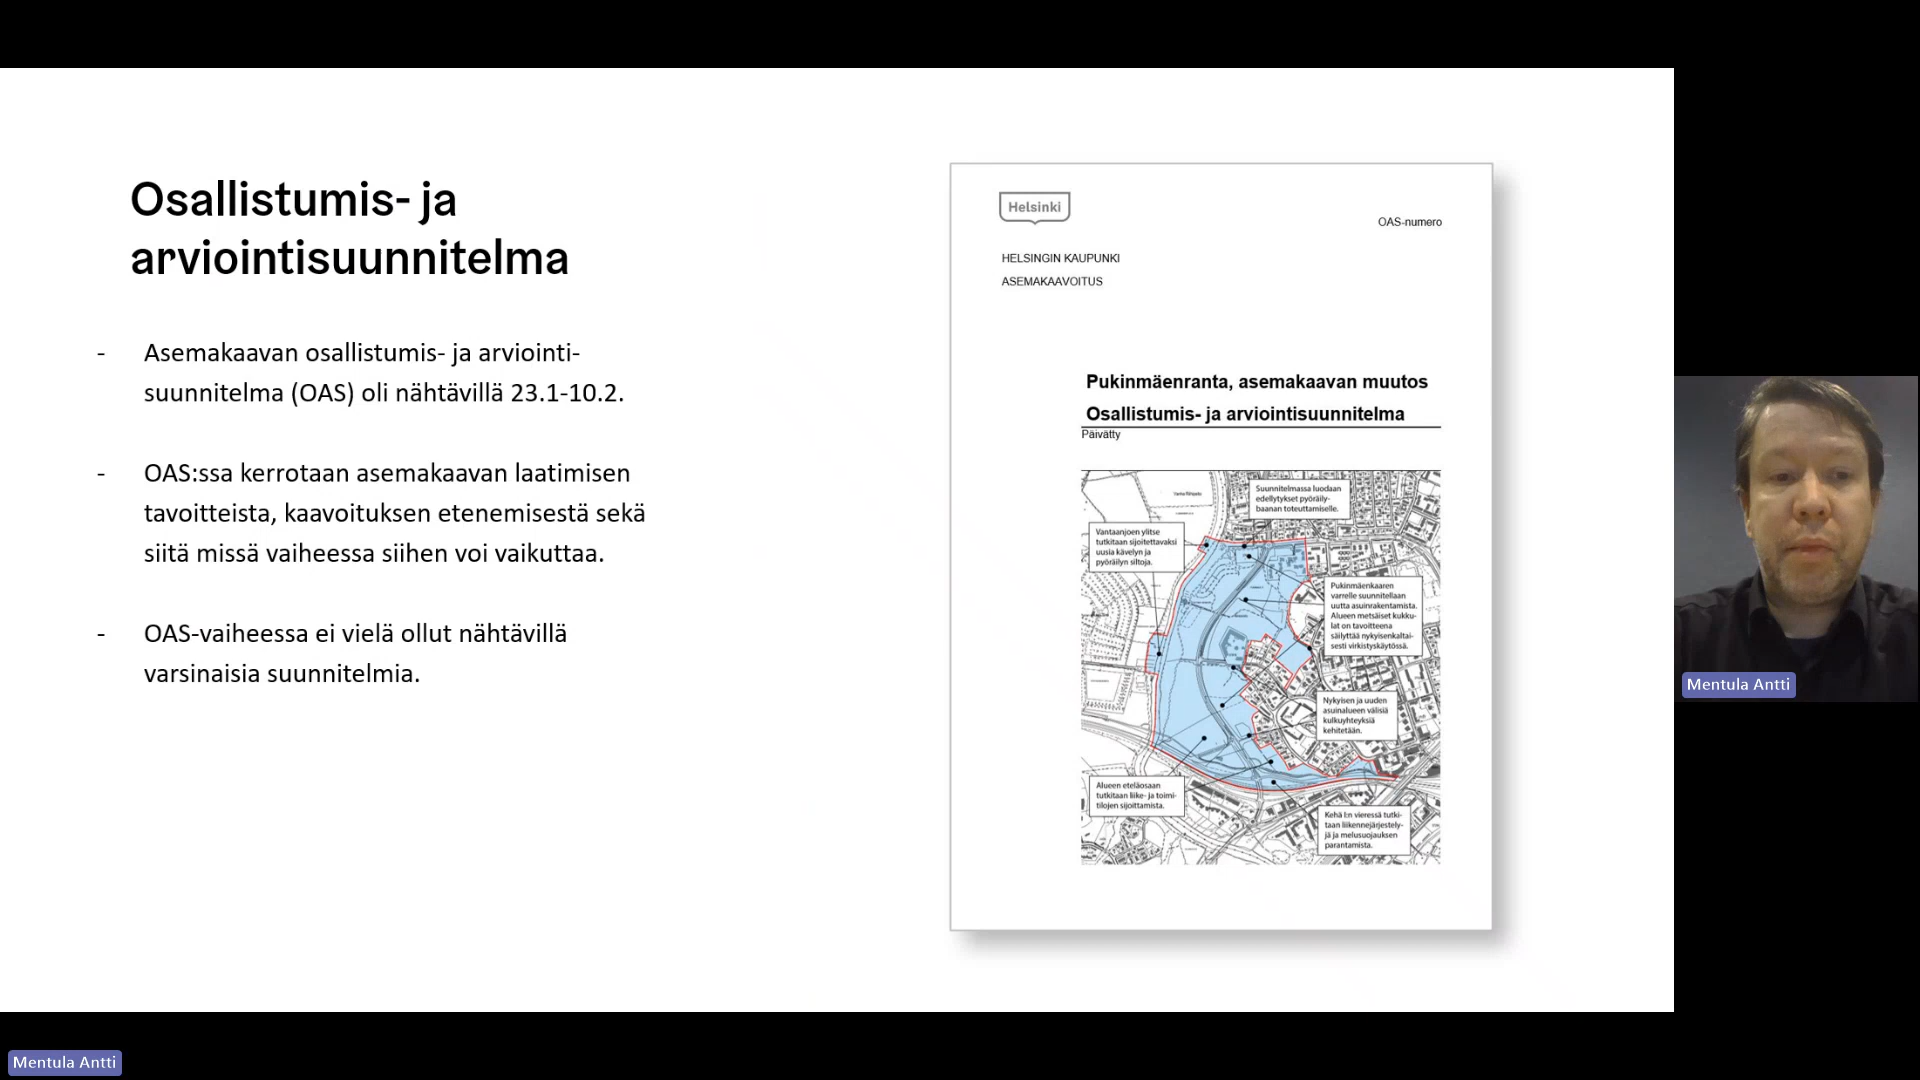 Osallistumis- ja
arviointisuunnitelma
- Asemakaavan osallistumis- ja arviointi-
suunnitelma (OAS) oli nähtävillä 23.1-10.2.
- OAS:ssa kerrotaan asemakaavan laatimisen
tavoitteista, kaavoituksen etenemisestä sekä
siitä missä vaiheessa siihen voi vaikuttaa.
- OAS-vaiheessa ei vielä ollut nähtävillä
varsinaisia suunnitelmia.
Helsinki
OAS-numero
HELSINGIN KAUPUNKI
ASEMAKAAVOITUS
Pukinmäenranta, asemakaavan muutos
Osallistumis- ja arviointisuunnitelma
Päivätty
Suunnitelmassa luodaan
edellytykset pyöräily-
baanan toteuttamiselle.
Vantaanjoen ylitse
tutkitaan sijoitettavaksi
uusia kävelyn ja
pyöräilyn siltoja.
Pukinmäenkaaren
varrelle suunnitellaan
uutta asuinrakentamista.
Alueen metsäiset kukku-
lat on tavoitteena
säilyttää nykyisenkaltai-
sesti virkistyskäytössä.
Nykyisen ja uuden
asuinalueen välisiä
kulkuyhteyksiä
kehitetään.
Alueen eteläosaan
tutkitaan liike- ja toimi-
tilojen sijoittamista.
Kehä I:n vieressä tutki-
taan liikennejärjestely-
jä ja melusuojauksen
parantamista.
Mentula Antti
Mentula Antti